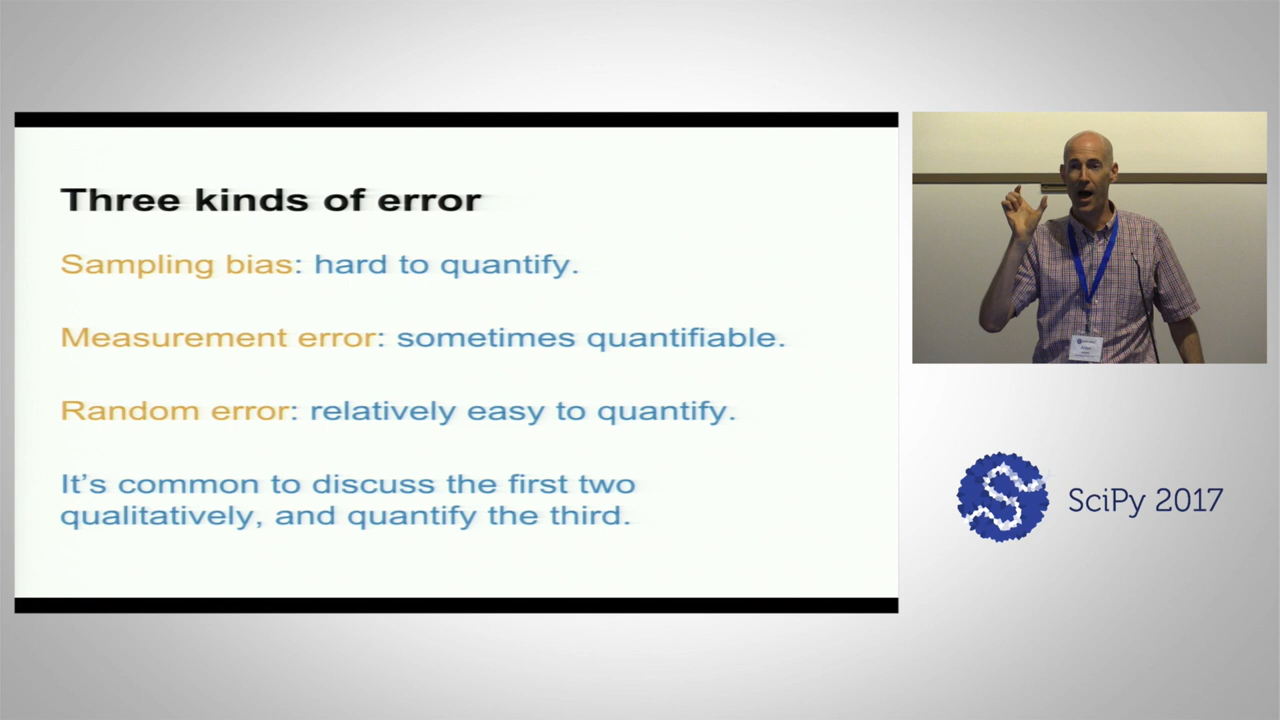 Three kinds of error
Sampling bias: hard to quantify.
Measurement error: sometimes quantifiable.
Random error: relatively easy to quantify.
It's common to discuss the first two
qualitatively, and quantify the third.
SciPy 2017